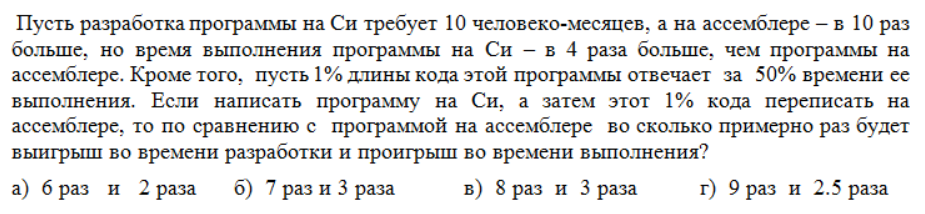 Пусть разработка программы на Си требует 10 человеко-месяцев, а на ассемблере – в 10 раз
больше, но время выполнения программы на Си – в 4 раза больше, чем программы на
ассемблере. Кроме того, пусть 1% длины кода этой программы отвечает за 50% времени ее
выполнения. Если написать программу на Си, а затем этот 1% кода переписать на
ассемблере, то по сравнению с программой на ассемблере во сколько примерно раз будет
выигрыш во времени разработки и проигрыш во времени выполнения?
а) 6 раз и 2 раза б) 7 раз и 3 раза в) 8 раз и 3 раза г) 9 раз и 2.5 раза